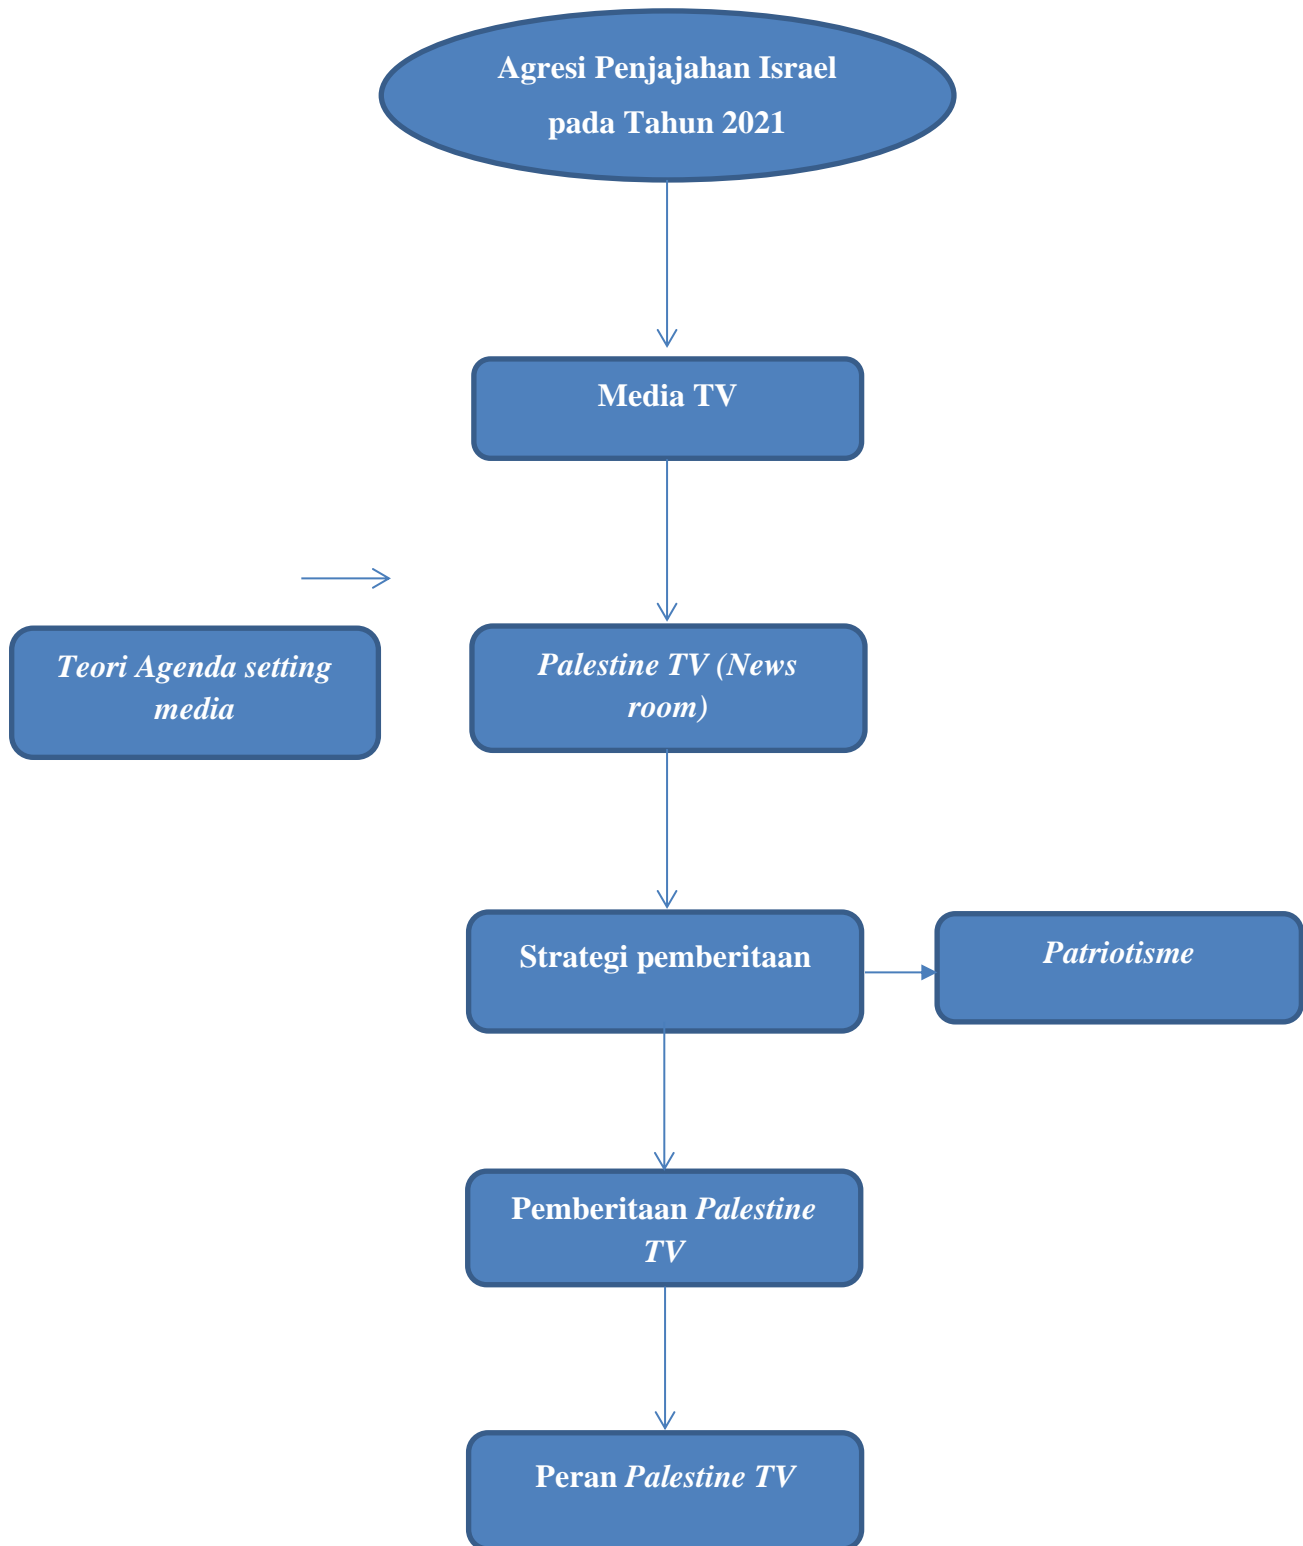 Agresi Penjajahan Israel
pada Tahun 2021
Media TV
Teori Agenda setting
media
Palestine TV (News
room)
Strategi pemberitaan
Patriotisme
Pemberitaan Palestine
TV
Peran Palestine TV